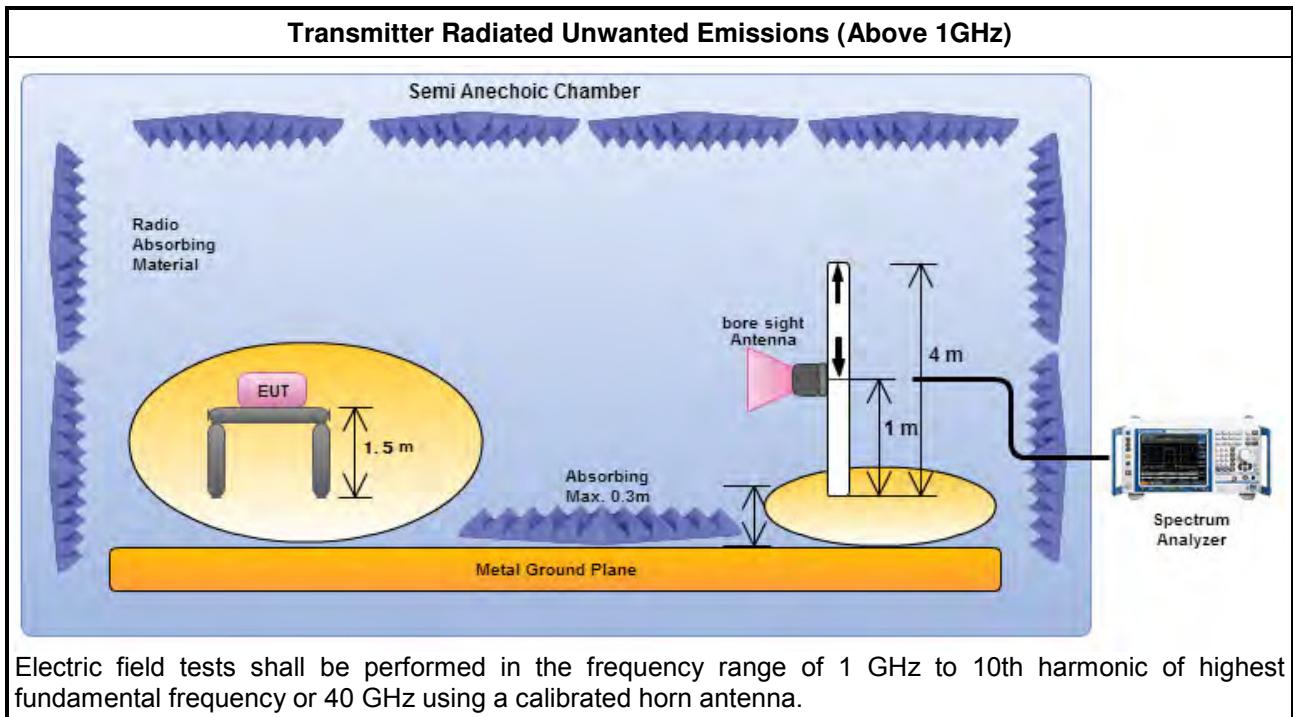 Transmitter Radiated Unwanted Emissions (Above 1GHz)
Semi Anechoic Chamber
Radio
Absorbing
Material
bore sight
Antenna
4 m
EUT
1.5 m
1 m
Absorbing
Max. 0.3m
Spectrum
Analyzer
Metal Ground Plane
Electric field tests shall be performed in the frequency range of 1 GHz to 10th harmonic of highest
fundamental frequency or 40 GHz using a calibrated horn antenna.